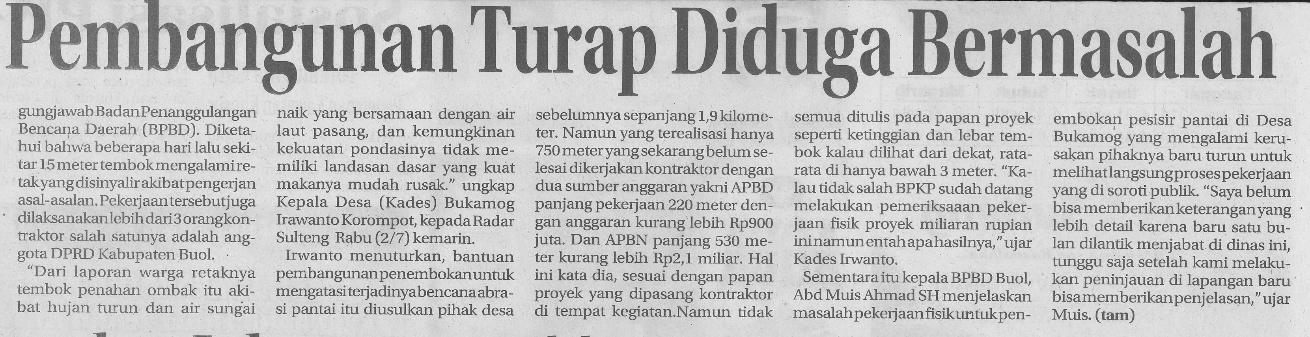 Pembangunan Turap Diduga Bermasalah
gungjawab Badan Penanggulangan
Bencana Daerah (BPBD). Diketa-
hui bahwa beberapa hari lalu seki-
tar 15 meter tembok mengalami re-
tak yang disinyalir akibat pengerjan
asal-asalan. Pekerjaan tersebut juga
dilaksanakan lebih dari 3 orang kon-
traktor salah satunya adalah ang-
gota DPRD Kabupaten Buol.
"Dari laporan warga retaknya
tembok penahan ombak itu aki-
bat hujan turun dan air sungai
naik yang bersamaan dengan air
laut pasang, dan kemungkinan
kekuatan pondasinya tidak me-
miliki landasan dasar yang kuat
makanya mudah rusak." ungkap
Kepala Desa (Kades) Bukamog
Irawanto Korompot, kepada Radar
Sulteng Rabu (2/7) kemarin.
Irwanto menuturkan, bantuan
pembangunan penembokan untuk
mengatasi terjadinya bencana abra-
si pantai itu diusulkan pihak desa
sebelumnya sepanjang 1,9 kilome-
ter. Namun yang terealisasi hanya
750 meter yang sekarang belum se-
lesai dikerjakan kontraktor dengan
dua sumber anggaran yakni APBD
panjang pekerjaan 220 meter den-
gan anggaran kurang lebih Rp900
juta. Dan APBN panjang 530 me-
ter kurang lebih Rp2,1 miliar. Hal
ini kata dia, sesuai dengan papan
proyek yang dipasang kontraktor
di tempat kegiatan.Namun tidak
semua ditulis pada papan proyek
seperti ketinggian dan lebar tem-
bok kalau dilihat dari dekat, rata-
rata di hanya bawah 3 meter. "Ka-
lau tidak salah BPKP sudah datang
melakukan pemeriksaaan peker-
jaan fisik proyek miliaran rupian
ini namun entah apa hasilnya," ujar
Kades Irwanto.
Sementara itu kepala BPBD Buol,
Abd Muis Ahmad SH menjelaskan
masalah pekerjaan fisik untuk pen-
embokan pesisir pantai di Desa
Bukamog yang mengalami keru-
sakan pihaknya baru turun untuk
melihat langsung proses pekerjaan
yang di soroti publik. "Saya belum
bisa memberikan keterangan yang
lebih detail karena baru satu bu-
lan dilantik menjabat di dinas ini,
tunggu saja setelah kami melaku-
kan peninjauan di lapangan baru
bisa memberikan penjelasan," ujar
Muis. (tam)